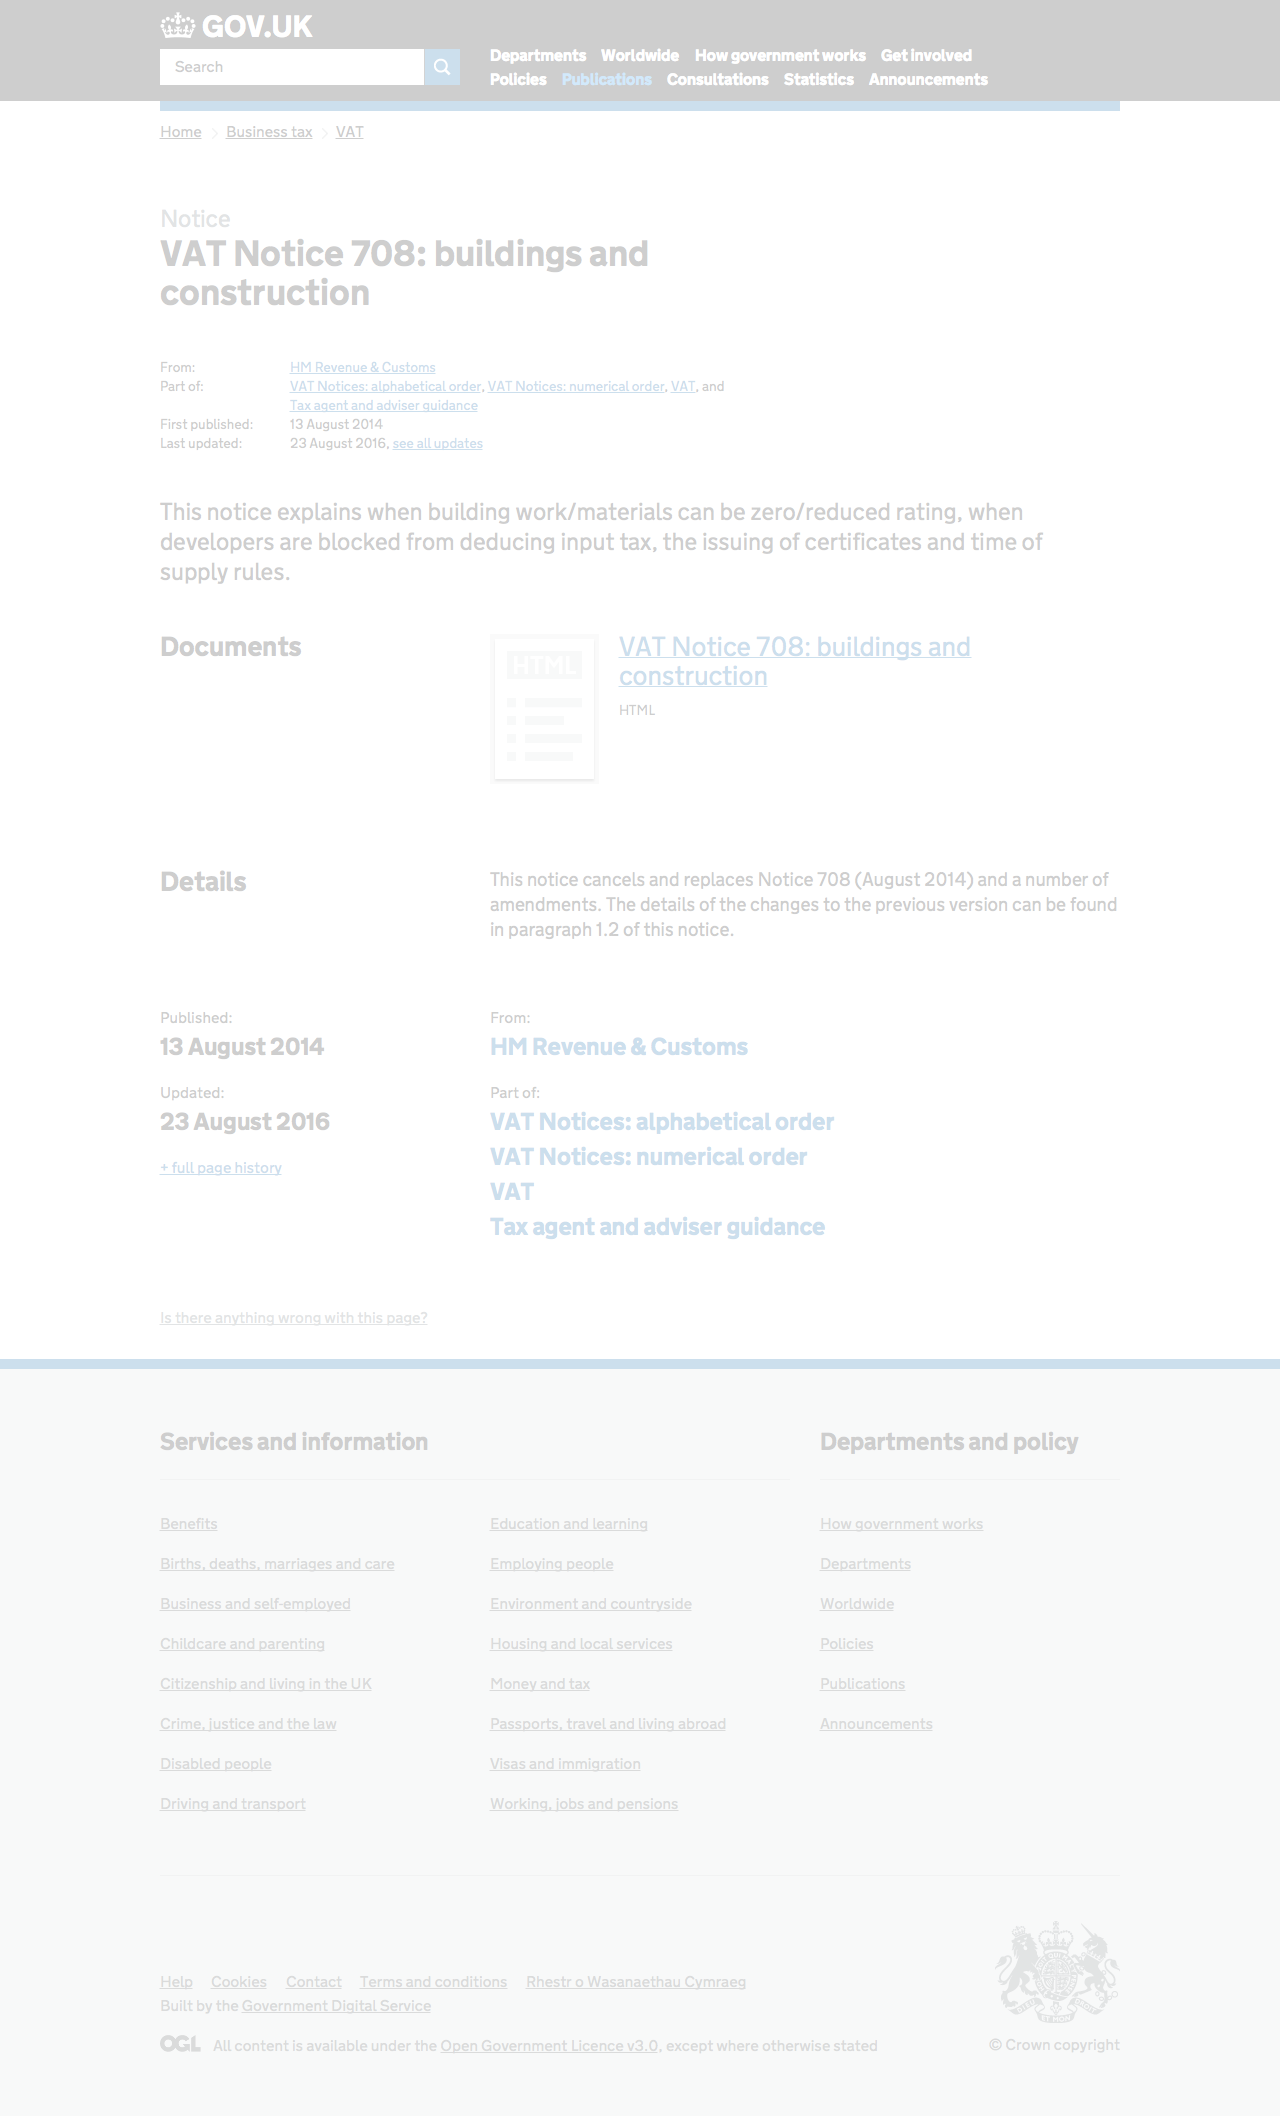 GOV.UK
Search
Departments Worldwide How government works Get involved
Policies Publications Consultations Statistics Announcements
Home Business tax VAT
Notice
VAT Notice 708: buildings and
construction
From: HM Revenue & Customs
Part of: VAT Notices: alphabetical order, VAT Notices: numerical order, VAT, and
Tax agent and adviser guidance
First published: 13 August 2014
Last updated: 23 August 2016, see all updates
This notice explains when building work/materials can be zero/reduced rating, when
developers are blocked from deducing input tax, the issuing of certificates and time of
supply rules.
Documents
HTML
VAT Notice 708: buildings and
construction
HTML
Details
This notice cancels and replaces Notice 708 (August 2014) and a number of
amendments. The details of the changes to the previous version can be found
in paragraph 1.2 of this notice.
Published:
13 August 2014
Updated:
23 August 2016
+ full page history
From:
HM Revenue & Customs
Part of:
VAT Notices: alphabetical order
VAT Notices: numerical order
VAT
Tax agent and adviser guidance
Is there anything wrong with this page?
Services and information
Benefits
Births, deaths, marriages and care
Business and self-employed
Childcare and parenting
Citizenship and living in the UK
Crime, justice and the law
Disabled people
Driving and transport
Education and learning
Employing people
Environment and countryside
Housing and local services
Money and tax
Passports, travel and living abroad
Visas and immigration
Working, jobs and pensions
Departments and policy
How government works
Departments
Worldwide
Policies
Publications
Announcements
Help Cookies Contact Terms and conditions Rhestr o Wasanaethau Cymraeg
Built by the Government Digital Service
OGL All content is available under the Open Government Licence v3.0, except where otherwise stated
© Crown copyright